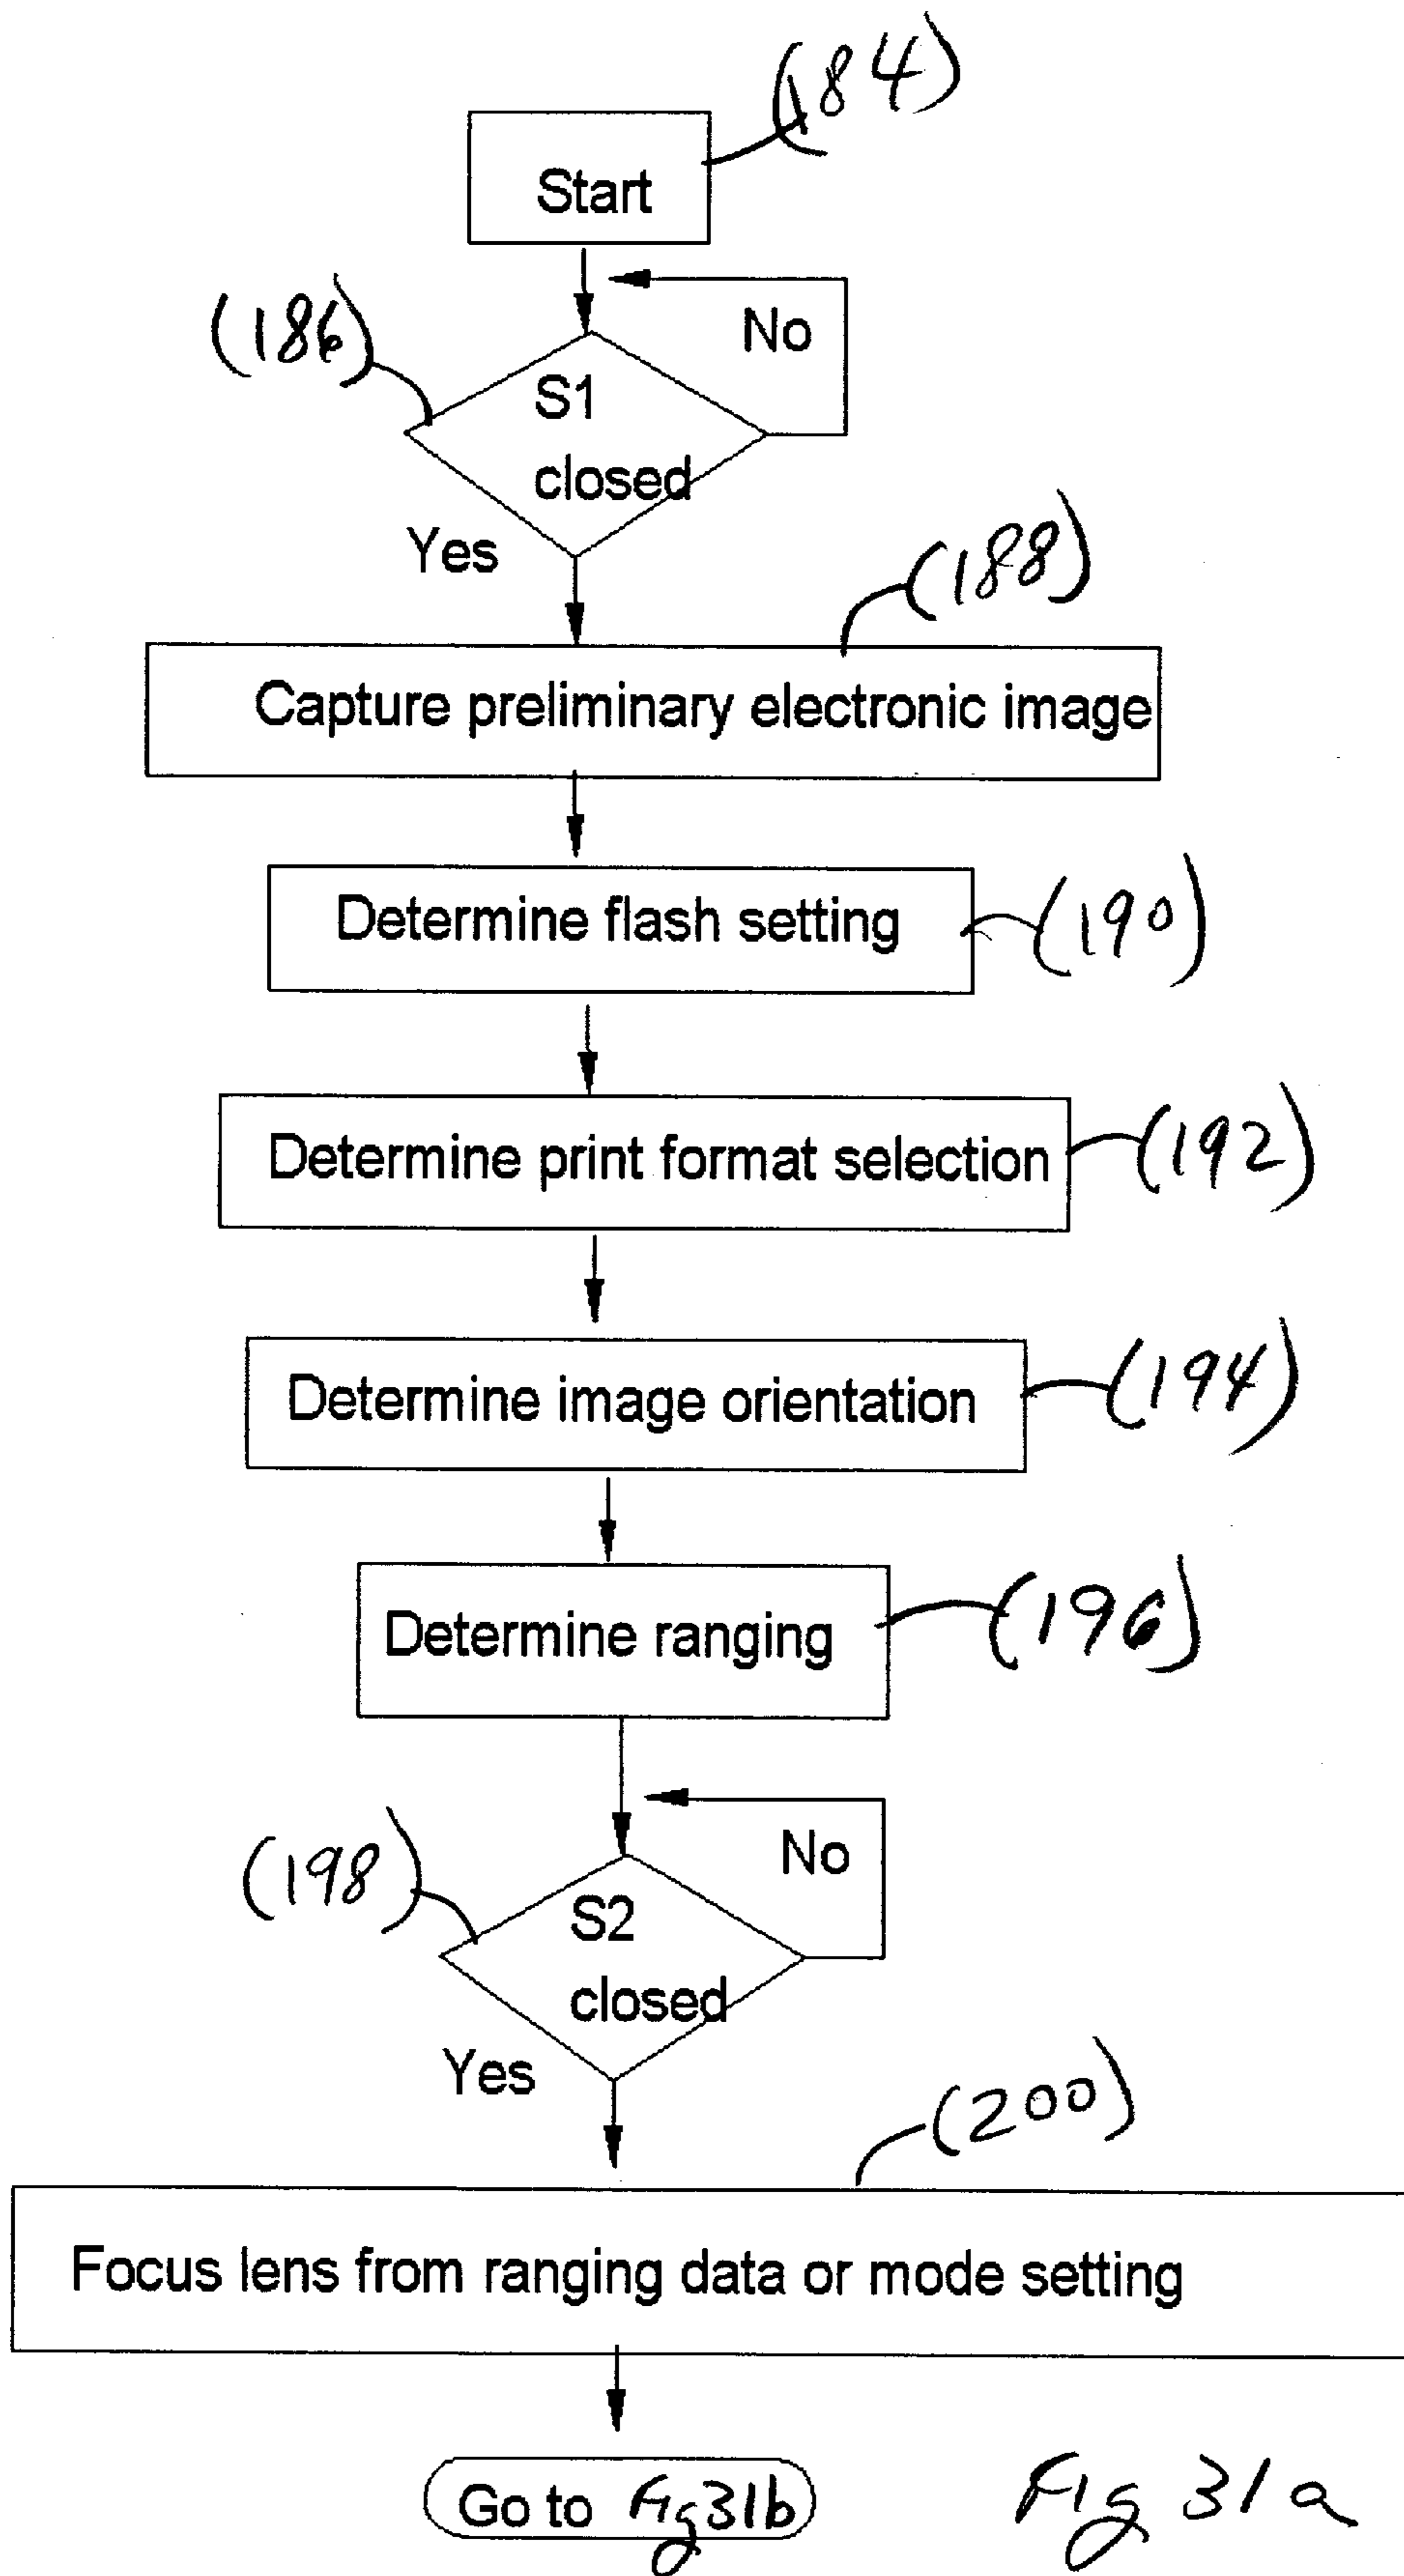 (184)
Start
No
(186)
S1
closed
Yes
(188)
Capture preliminary electronic image
Determine flash setting
(190)
Determine print format selection
(192)
Determine image orientation
(194)
Determine ranging
(196)
No
(198)
S2
closed
Yes
(200)
Focus lens from ranging data or mode setting
Go to Fig 31b
Fig 31a